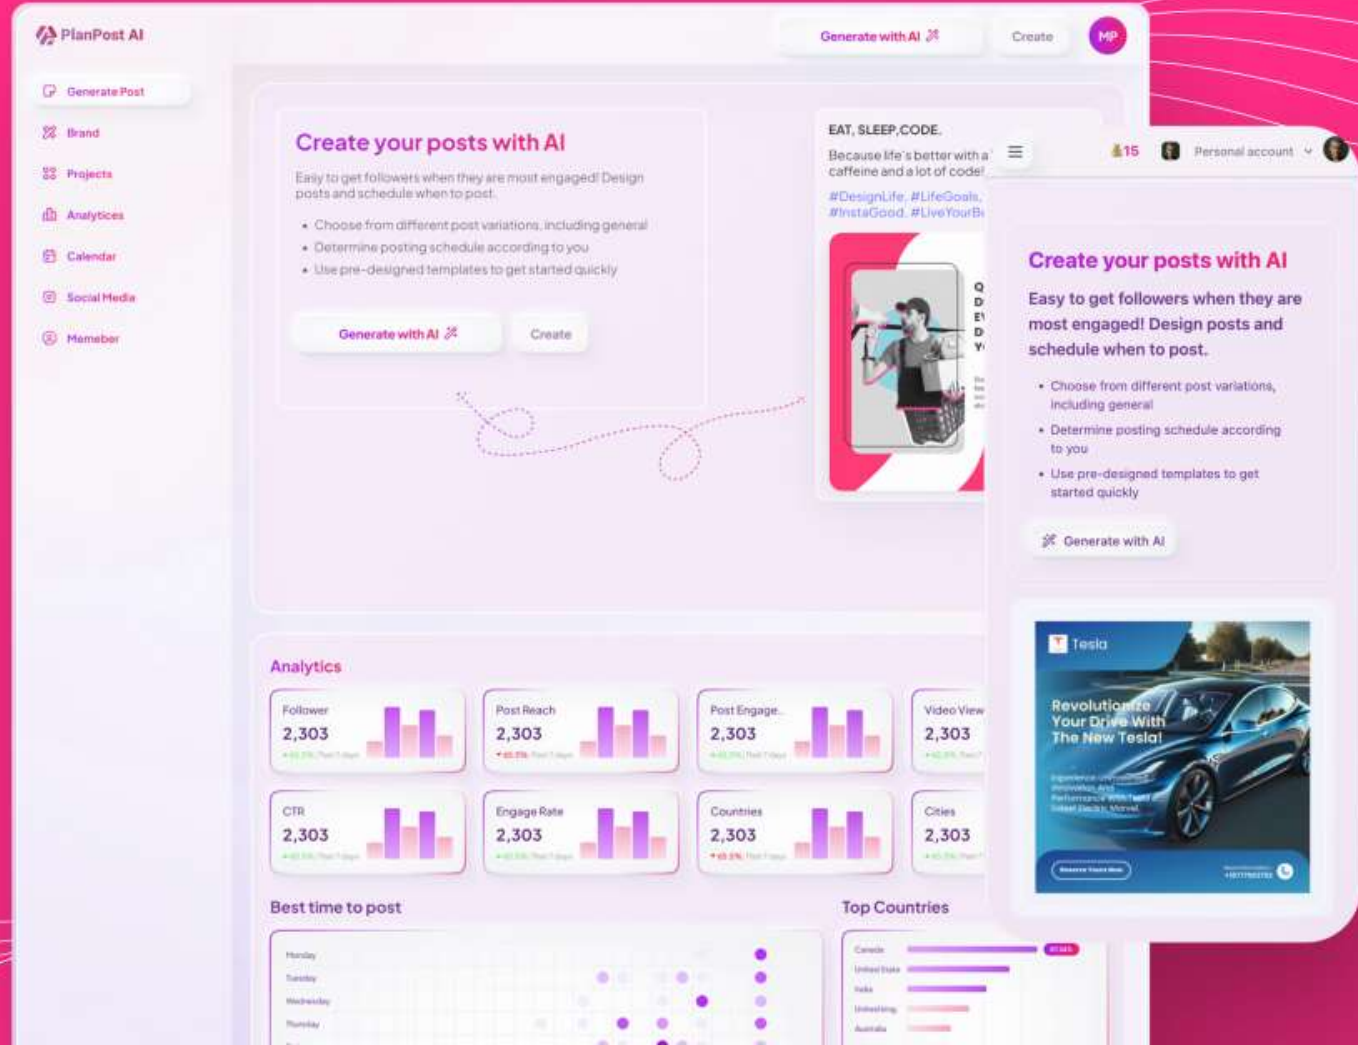 PlanPost AI
Generate with AI
Create
MP
Generate Post
Brand
Projects
Analytices
Calendar
Social Media
Memeber
Create your posts with AI
Easy to get followers when they are most engaged! Design
posts and schedule when to post.
• Choose from different post variations, including general
• Determine posting schedule according to you
• Use pre-designed templates to get started quickly
Generate with AI
Create
EAT, SLEEP,CODE.
Because life's better with a
caffeine and a lot of code!
#DesignLife, #LifeGoals,
#InstaGood, #LiveYourB
15
Personal account
Create your posts with AI
Easy to get followers when they are
most engaged! Design posts and
schedule when to post.
• Choose from different post variations,
including general
• Determine posting schedule according
to you
• Use pre-designed templates to get
started quickly
Generate with AI
Tesla
Revolutionize
Your Drive With
The New Tesla!
Analytics
Follower
2,303
Post Reach
2,303
Post Engage..
2,303
Video View
2,303
CTR
2,303
Engage Rate
2,303
Countries
2,303
Cities
2,303
Best time to post
Monday
Tuesday
Wednesday
Thursday
Top Countries
Canada
United State
India
Australia